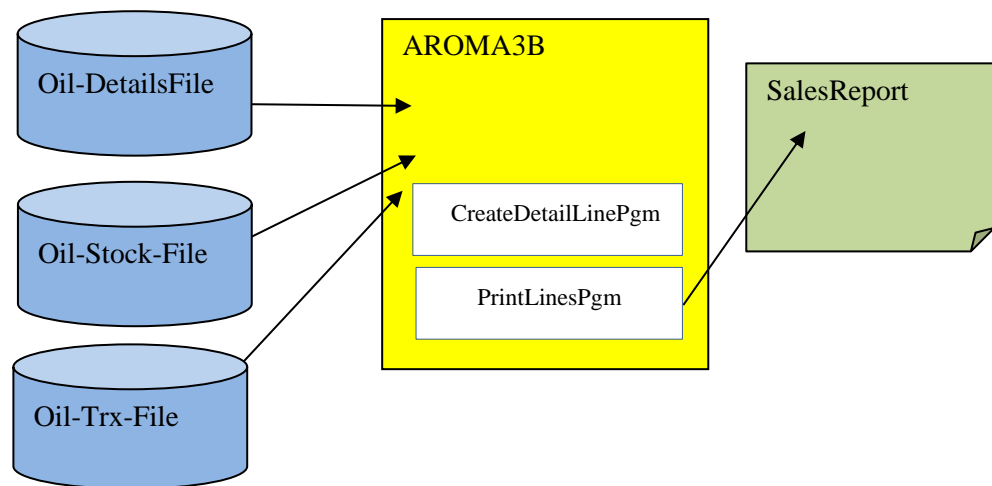 Oil-DetailsFile
AROMA3B
SalesReport
Oil-Stock-File
CreateDetailLinePgm
PrintLinesPgm
Oil-Trx-File